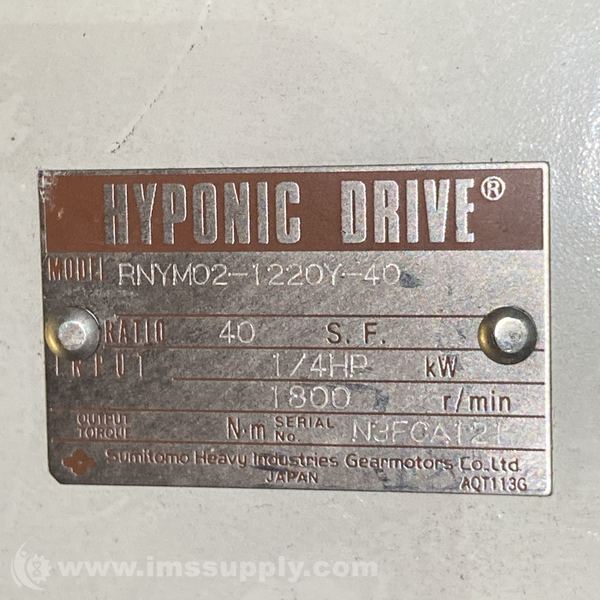 HYPONIC DRIVE®
MODEL RNYM02-1220Y-40
RATIO 40 S.F.
INPUT 1/4HP kW
1800 r/min
OUTPUT TORQUE N·m SERIAL No. N3FCA121
Sumitomo Heavy Industries Gearmotors Co.Ltd.
JAPAN AQT113G
© www.imssupply.com